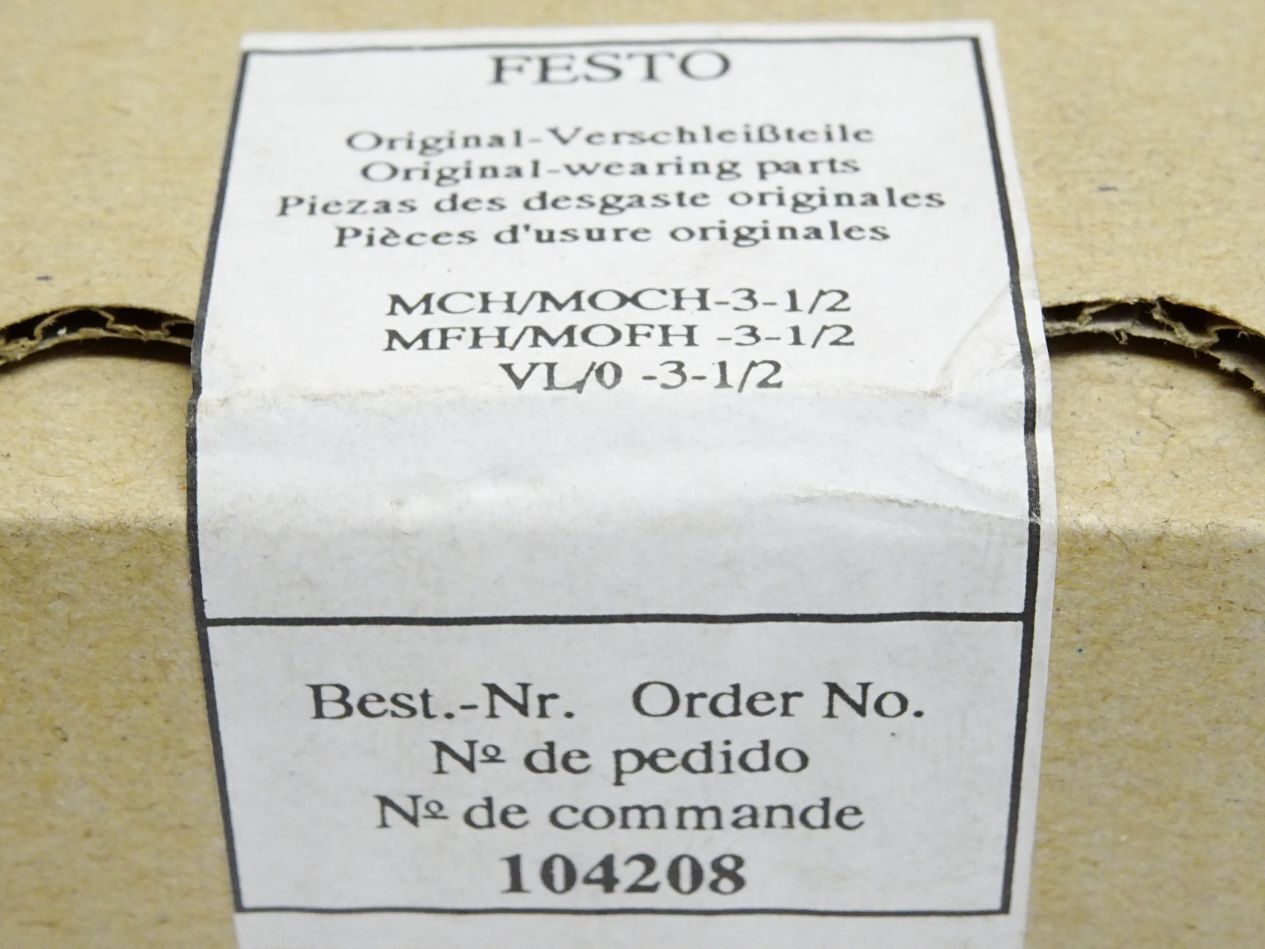 FESTO
Original-Verschleißteile
Original-wearing parts
Piezas des desgaste originales
Pièces d'usure originales
MCH/MOCH-3-1/2
MFH/MOFH -3-1/2
VL/0 -3-1/2
Best.-Nr. Order No.
Nº de pedido
Nº de commande
104208